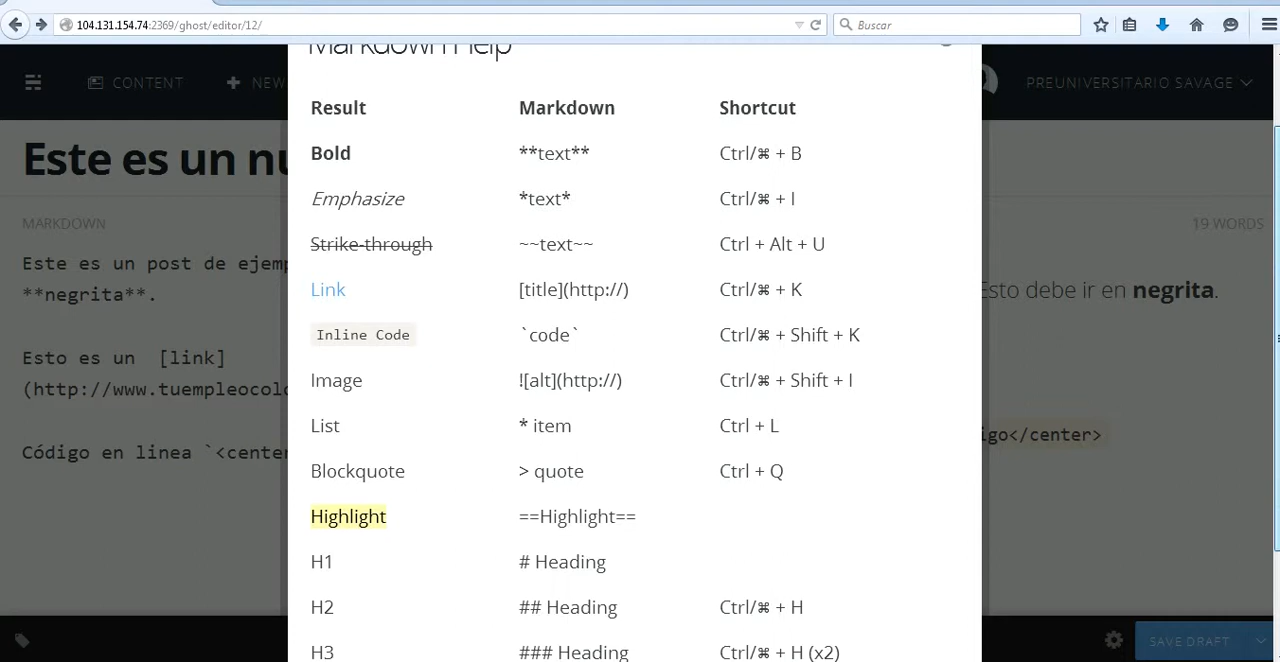 104.131.154.74:2369/ghost/editor/12/
Buscar
CONTENT
NEW
PREUNIVERSITARIO SAVAGE
Markdown Help
Result Markdown Shortcut
Bold **text** Ctrl/⌘ + B
Emphasize *text* Ctrl/⌘ + I
Strike-through ~~text~~ Ctrl + Alt + U
Link [title](http://) Ctrl/⌘ + K
Inline Code `code` Ctrl/⌘ + Shift + K
Image ![alt](http://) Ctrl/⌘ + Shift + I
List * item Ctrl + L
Blockquote > quote Ctrl + Q
Highlight ==Highlight==
H1 # Heading
H2 ## Heading Ctrl/⌘ + H
H3 ### Heading Ctrl/⌘ + H (x2)
Este es un nu
MARKDOWN
Este es un post de ejemp
**negrita**.
Esto es un [link]
(http://www.tuempleocolo
Código en linea `<center
19 WORDS
Esto debe ir en negrita.
igo</center>
SAVE DRAFT